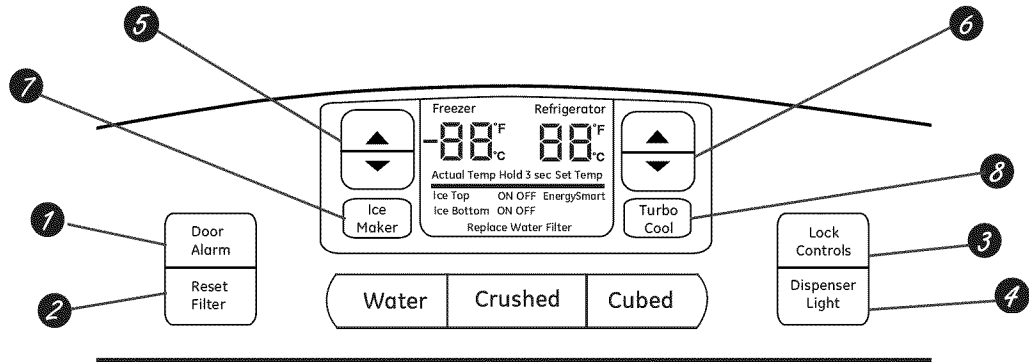 5
6
7
Freezer Refrigerator
-88 °F °C 88 °F °C
Actual Temp Hold 3 sec Set Temp
Ice Top ON OFF EnergySmart
Ice Bottom ON OFF
Replace Water Filter
Ice
Maker
Turbo
Cool
8
1
Door
Alarm
Lock
Controls
3
2
Reset
Filter
Water Crushed Cubed
Dispenser
Light
4